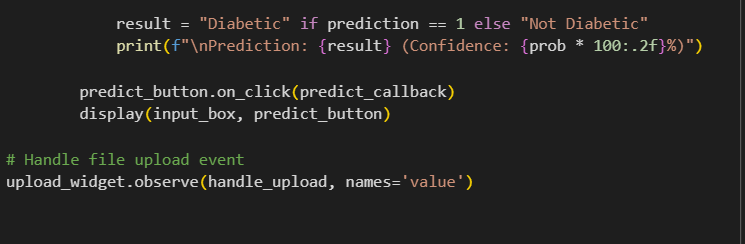 result = "Diabetic" if prediction == 1 else "Not Diabetic"
print(f"\nPrediction: {result} (Confidence: {prob * 100:.2f}%)")
predict_button.on_click(predict_callback)
display(input_box, predict_button)
# Handle file upload event
upload_widget.observe(handle_upload, names='value')